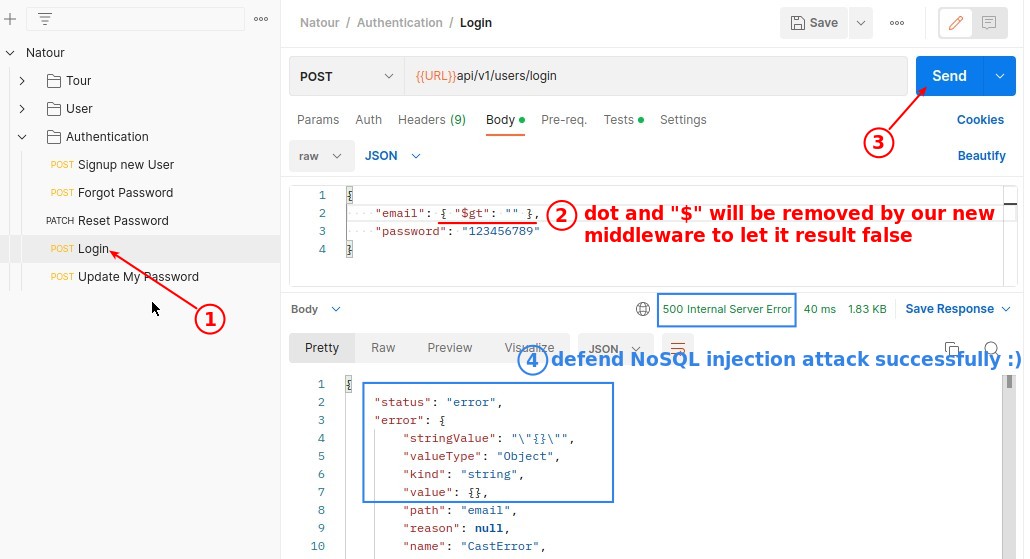 Natour / Authentication / Login
Save
Natour
Tour
User
Authentication
POST Signup new User
POST Forgot Password
PATCH Reset Password
POST Login
POST Update My Password
1
POST
{{URL}}api/v1/users/login
Send
3
Params Auth Headers (9) Body Pre-req. Tests Settings Cookies
raw JSON Beautify
1 {
2 "email": { "$gt": "" },
3 "password": "123456789"
4 }
2 dot and "$" will be removed by our new
middleware to let it result false
Body 500 Internal Server Error 40 ms 1.83 KB Save Response
Pretty Raw Preview Visualize JSON
4 defend NoSQL injection attack successfully :)
1 {
2 "status": "error",
3 "error": {
4 "stringValue": "\"{}\"",
5 "valueType": "Object",
6 "kind": "string",
7 "value": {},
8 "path": "email",
9 "reason": null,
10 "name": "CastError",